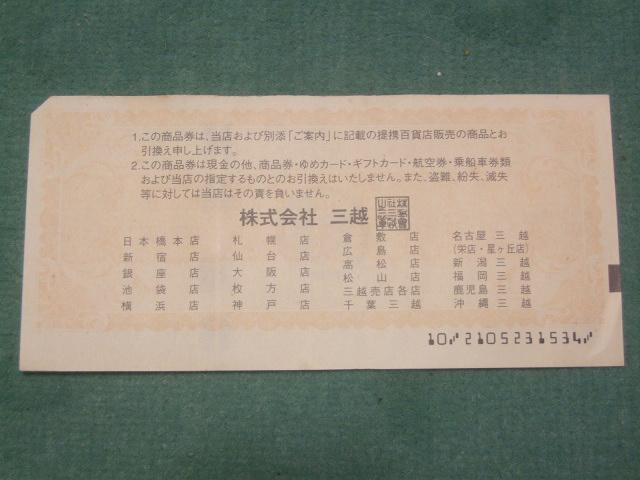 1.この商品券は、当店および別添「ご案内」に記載の提携百貨店販売の商品とお
引換え申し上げます。
2.この商品券は現金の他、商品券・ゆめカード・ギフトカード・航空券・乗船車券類
および当店の指定するものとのお引換えはいたしません。また、盗難、紛失、滅失
等に対しては当店はその責を負いません。
株式会社 三越
日本橋本店 札幌店 倉敷店 名古屋三越
新宿店 仙台店 広島店 (栄店・星ヶ丘店)
銀座店 大阪店 高松店 新潟三越
池袋店 枚方店 松山店 福岡三越
横浜店 神戸店 三越売店各店 鹿児島三越
千葉三越 沖縄三越
10〃2105231534〃